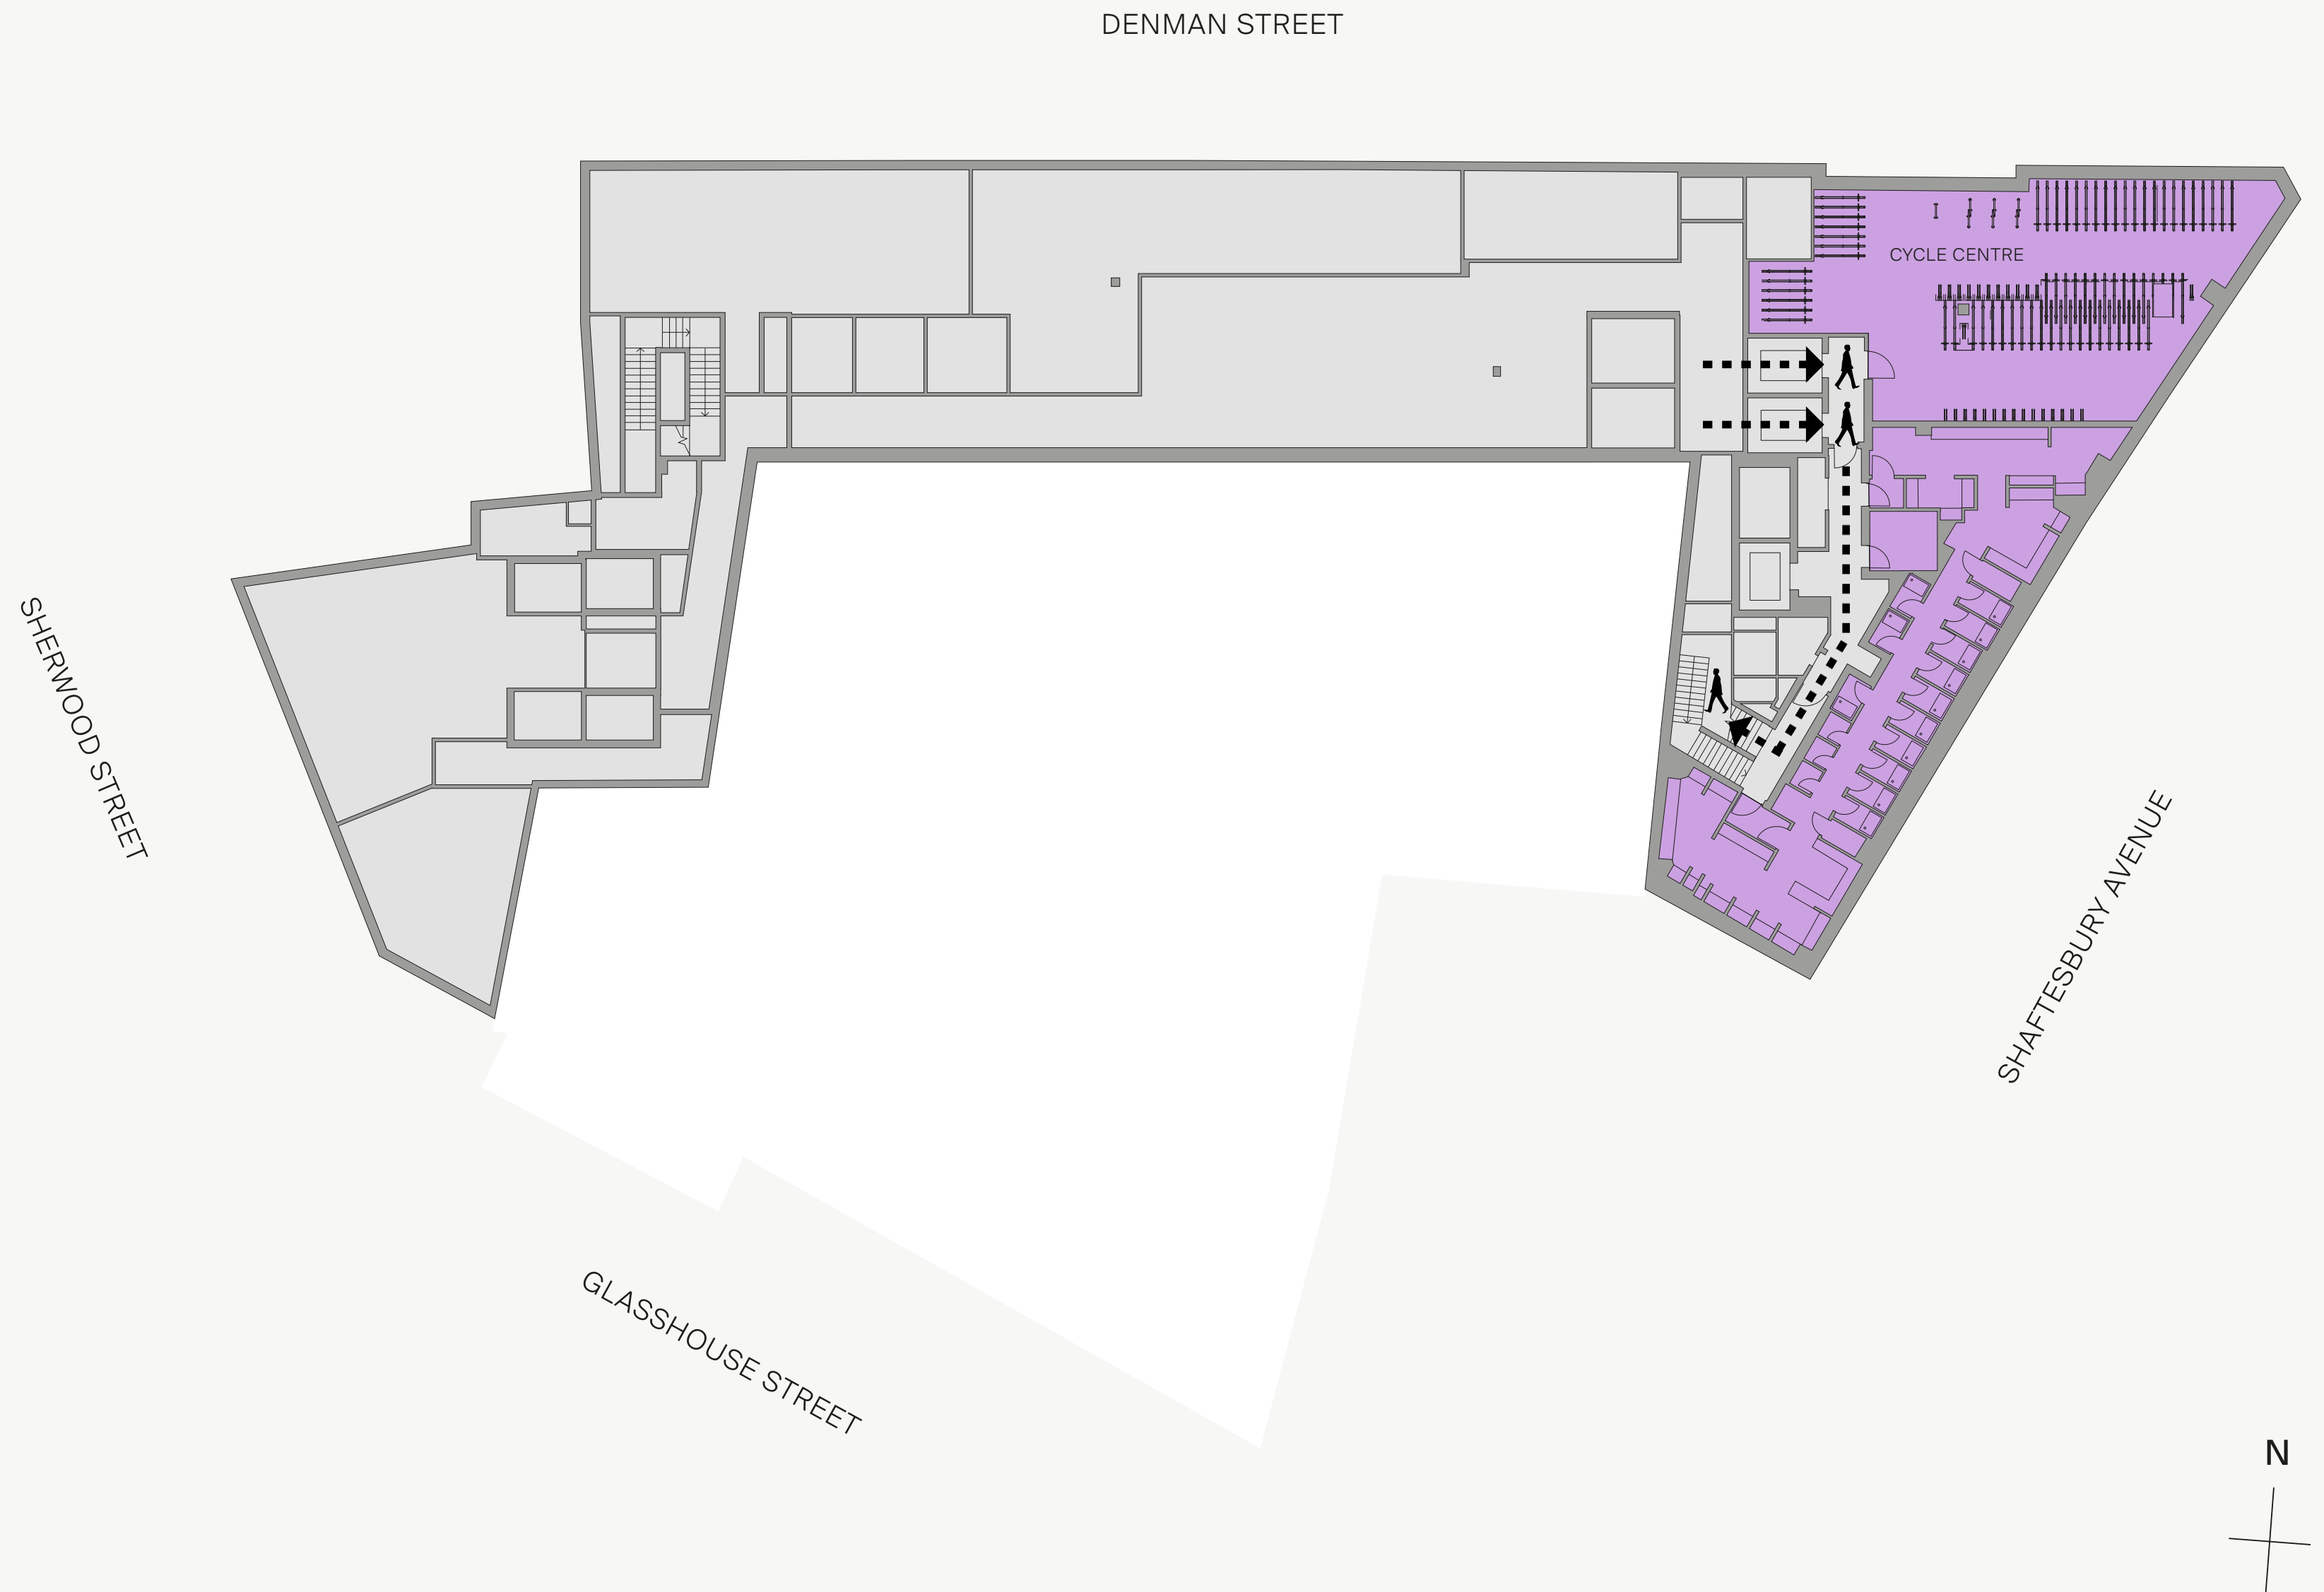 DENMAN STREET
CYCLE CENTRE
SHERWOOD STREET
SHAFTESBURY AVENUE
GLASSHOUSE STREET
N